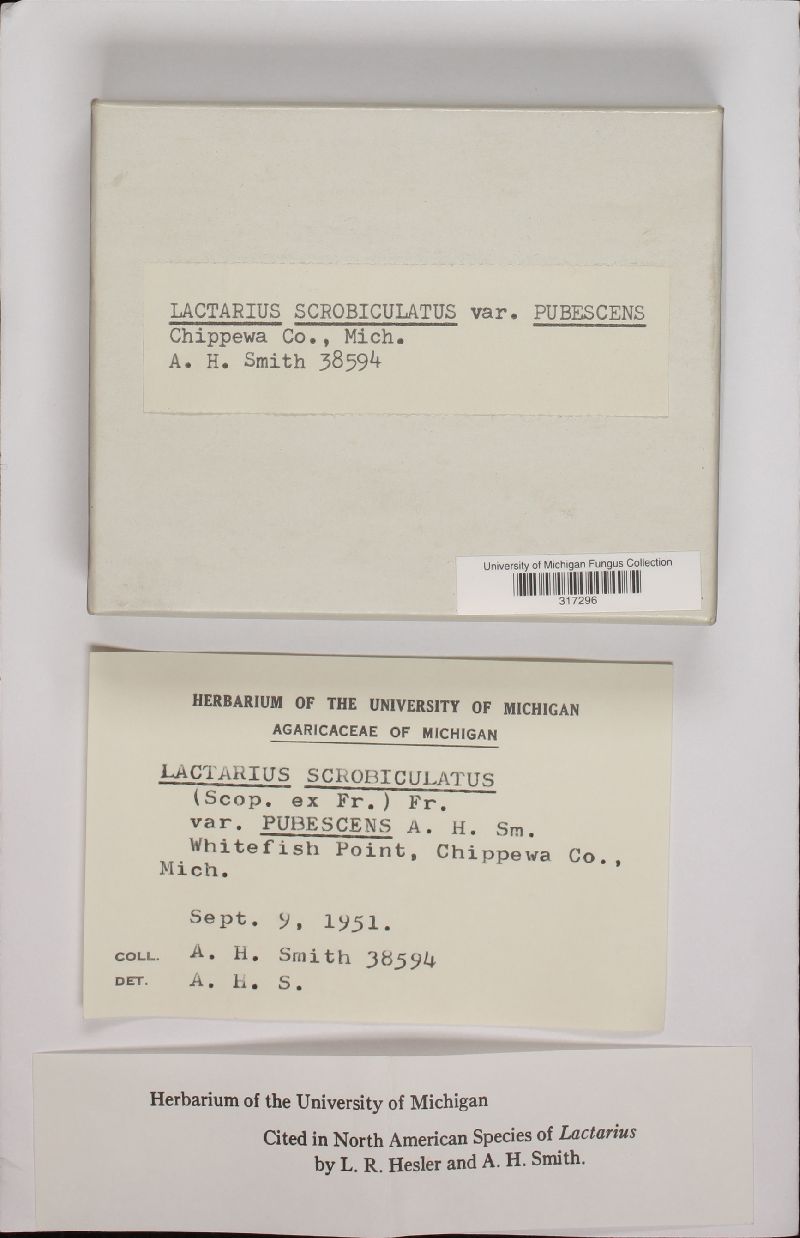 LACTARIUS SCROBICULATUS var. PUBESCENS
Chippewa Co., Mich.
A. H. Smith 38594
University of Michigan Fungus Collection
317296
HERBARIUM OF THE UNIVERSITY OF MICHIGAN
AGARICACEAE OF MICHIGAN
LACTARIUS SCROBICULATUS
(Scop. ex Fr.) Fr.
var. PUBESCENS A. H. Sm.
Whitefish Point, Chippewa Co.,
Mich.
Sept. 9, 1951.
COLL. A. H. Smith 38594
DET. A. H. S.
Herbarium of the University of Michigan
Cited in North American Species of Lactarius
by L. R. Hesler and A. H. Smith.